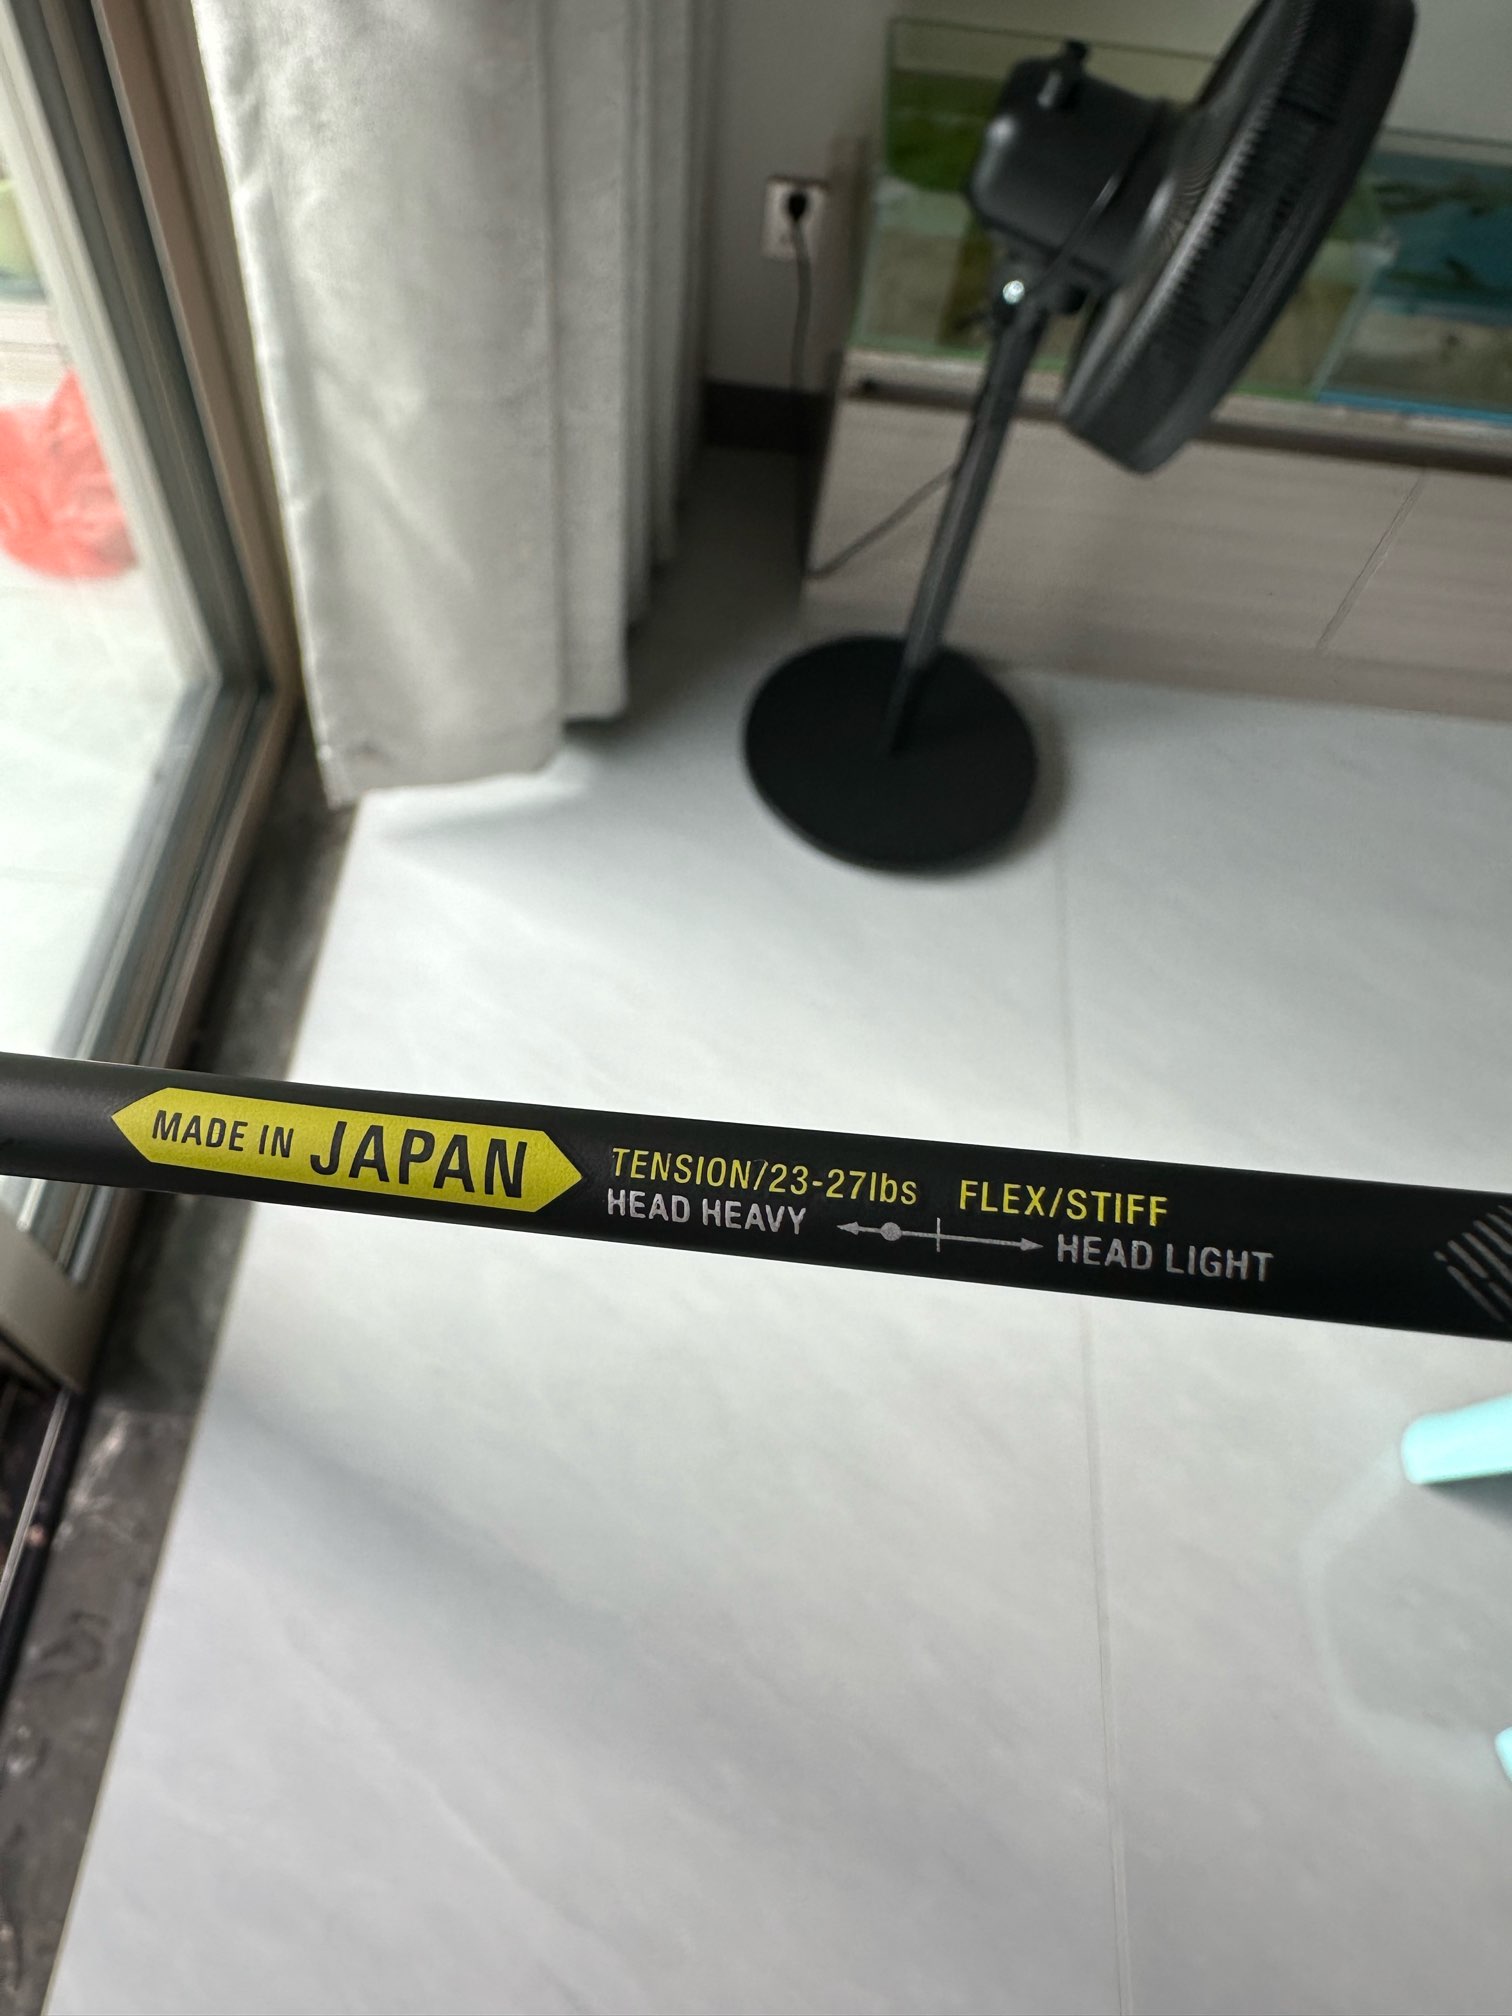 MADE IN JAPAN
TENSION/23-27lbs FLEX/STIFF
HEAD HEAVY HEAD LIGHT